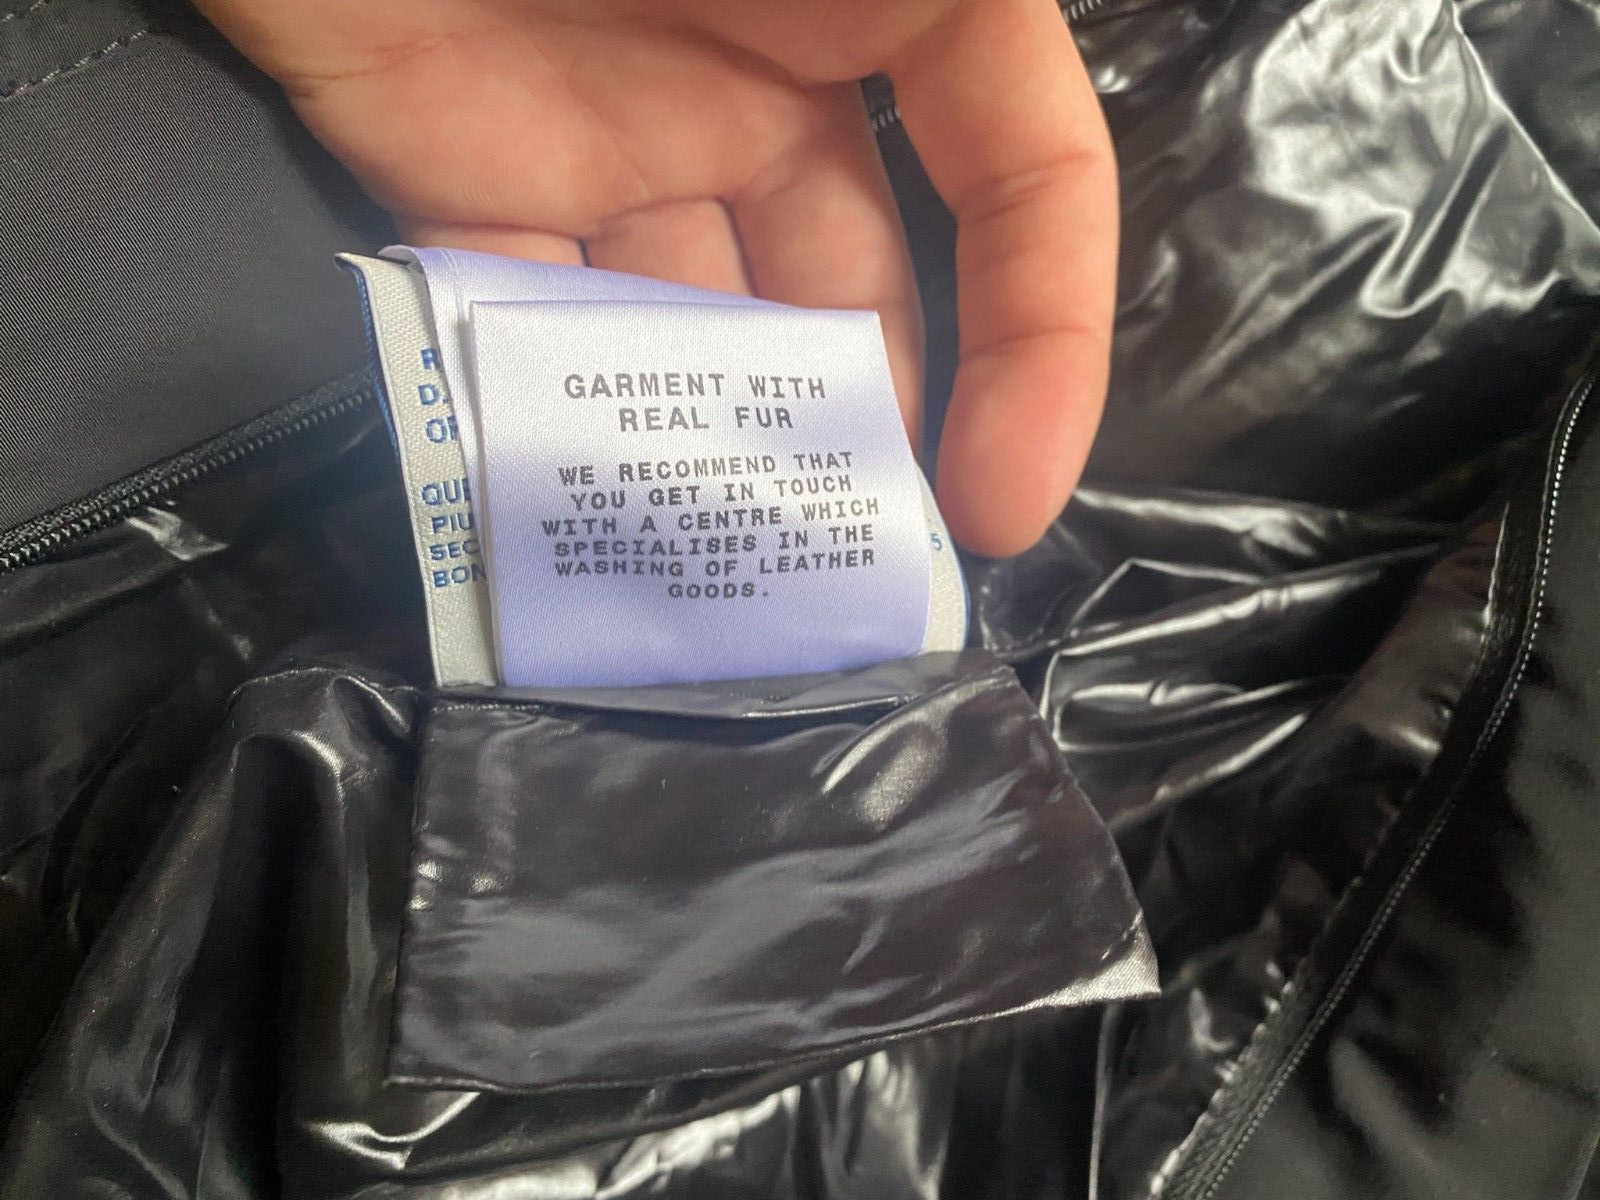 GARMENT WITH
REAL FUR
WE RECOMMEND THAT
YOU GET IN TOUCH
WITH A CENTRE WHICH
SPECIALISES IN THE
WASHING OF LEATHER
GOODS.
5